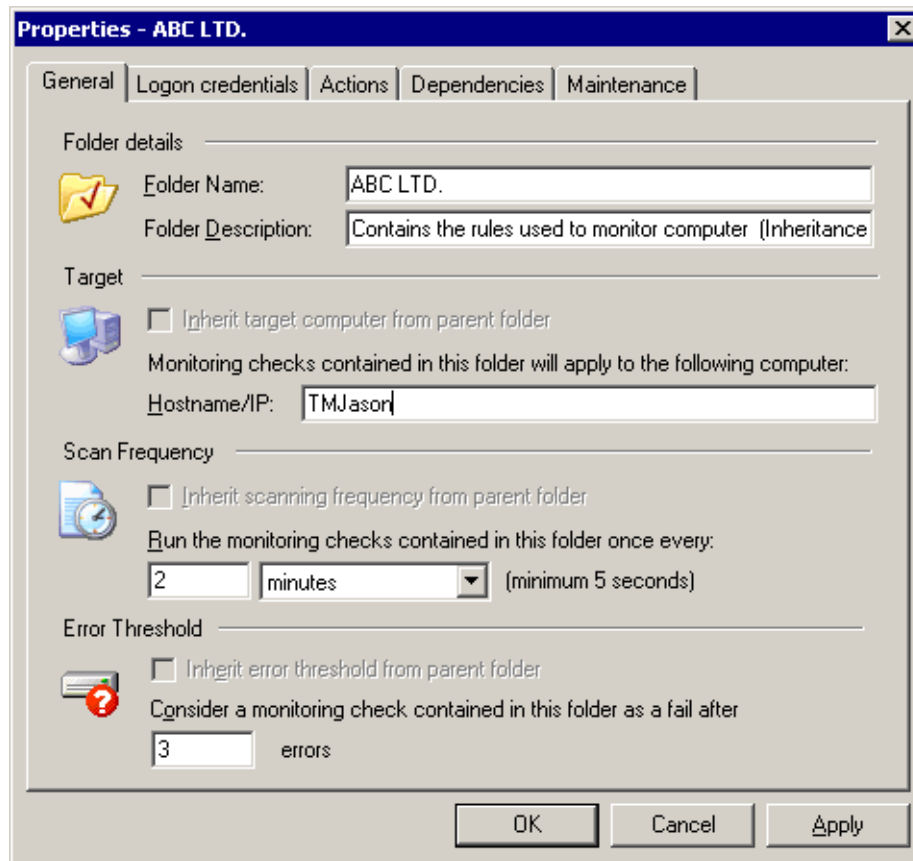 Properties - ABC LTD.
General Logon credentials Actions Dependencies Maintenance
Folder details
Folder Name: ABC LTD.
Folder Description: Contains the rules used to monitor computer (Inheritance
Target
Inherit target computer from parent folder
Monitoring checks contained in this folder will apply to the following computer:
Hostname/IP: TMJason
Scan Frequency
Inherit scanning frequency from parent folder
Run the monitoring checks contained in this folder once every:
2 minutes (minimum 5 seconds)
Error Threshold
Inherit error threshold from parent folder
Consider a monitoring check contained in this folder as a fail after
3 errors
OK Cancel Apply